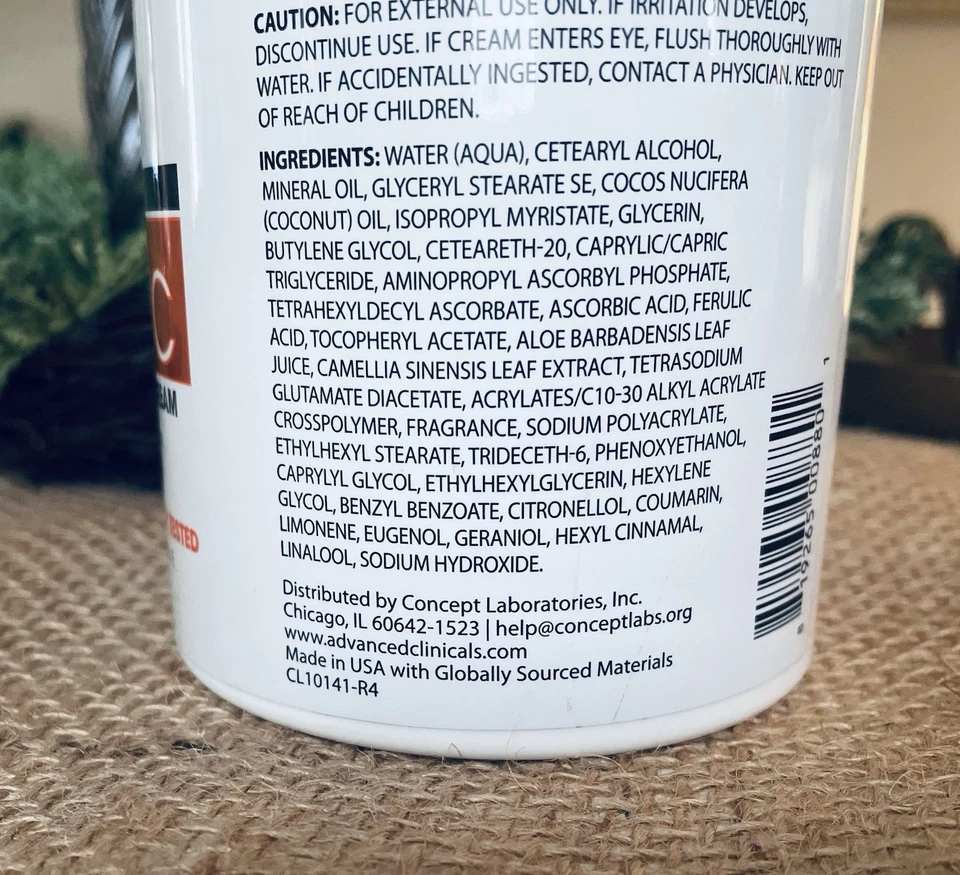 CAUTION: FOR EXTERNAL USE ONLY. IF IRRITATION DEVELOPS,
DISCONTINUE USE. IF CREAM ENTERS EYE, FLUSH THOROUGHLY WITH
WATER. IF ACCIDENTALLY INGESTED, CONTACT A PHYSICIAN. KEEP OUT
OF REACH OF CHILDREN.
INGREDIENTS: WATER (AQUA), CETEARYL ALCOHOL,
MINERAL OIL, GLYCERYL STEARATE SE, COCOS NUCIFERA
(COCONUT) OIL, ISOPROPYL MYRISTATE, GLYCERIN,
BUTYLENE GLYCOL, CETEARETH-20, CAPRYLIC/CAPRIC
TRIGLYCERIDE, AMINOPROPYL ASCORBYL PHOSPHATE,
TETRAHEXYLDECYL ASCORBATE, ASCORBIC ACID, FERULIC
ACID, TOCOPHERYL ACETATE, ALOE BARBADENSIS LEAF
JUICE, CAMELLIA SINENSIS LEAF EXTRACT, TETRASODIUM
GLUTAMATE DIACETATE, ACRYLATES/C10-30 ALKYL ACRYLATE
CROSSPOLYMER, FRAGRANCE, SODIUM POLYACRYLATE,
ETHYLHEXYL STEARATE, TRIDECETH-6, PHENOXYETHANOL,
CAPRYLYL GLYCOL, ETHYLHEXYLGLYCERIN, HEXYLENE
GLYCOL, BENZYL BENZOATE, CITRONELLOL, COUMARIN,
LIMONENE, EUGENOL, GERANIOL, HEXYL CINNAMAL,
LINALOOL, SODIUM HYDROXIDE.
Distributed by Concept Laboratories, Inc.
Chicago, IL 60642-1523 | help@conceptlabs.org
www.advancedclinicals.com
Made in USA with Globally Sourced Materials
CL10141-R4
C
8 19265 00880 1